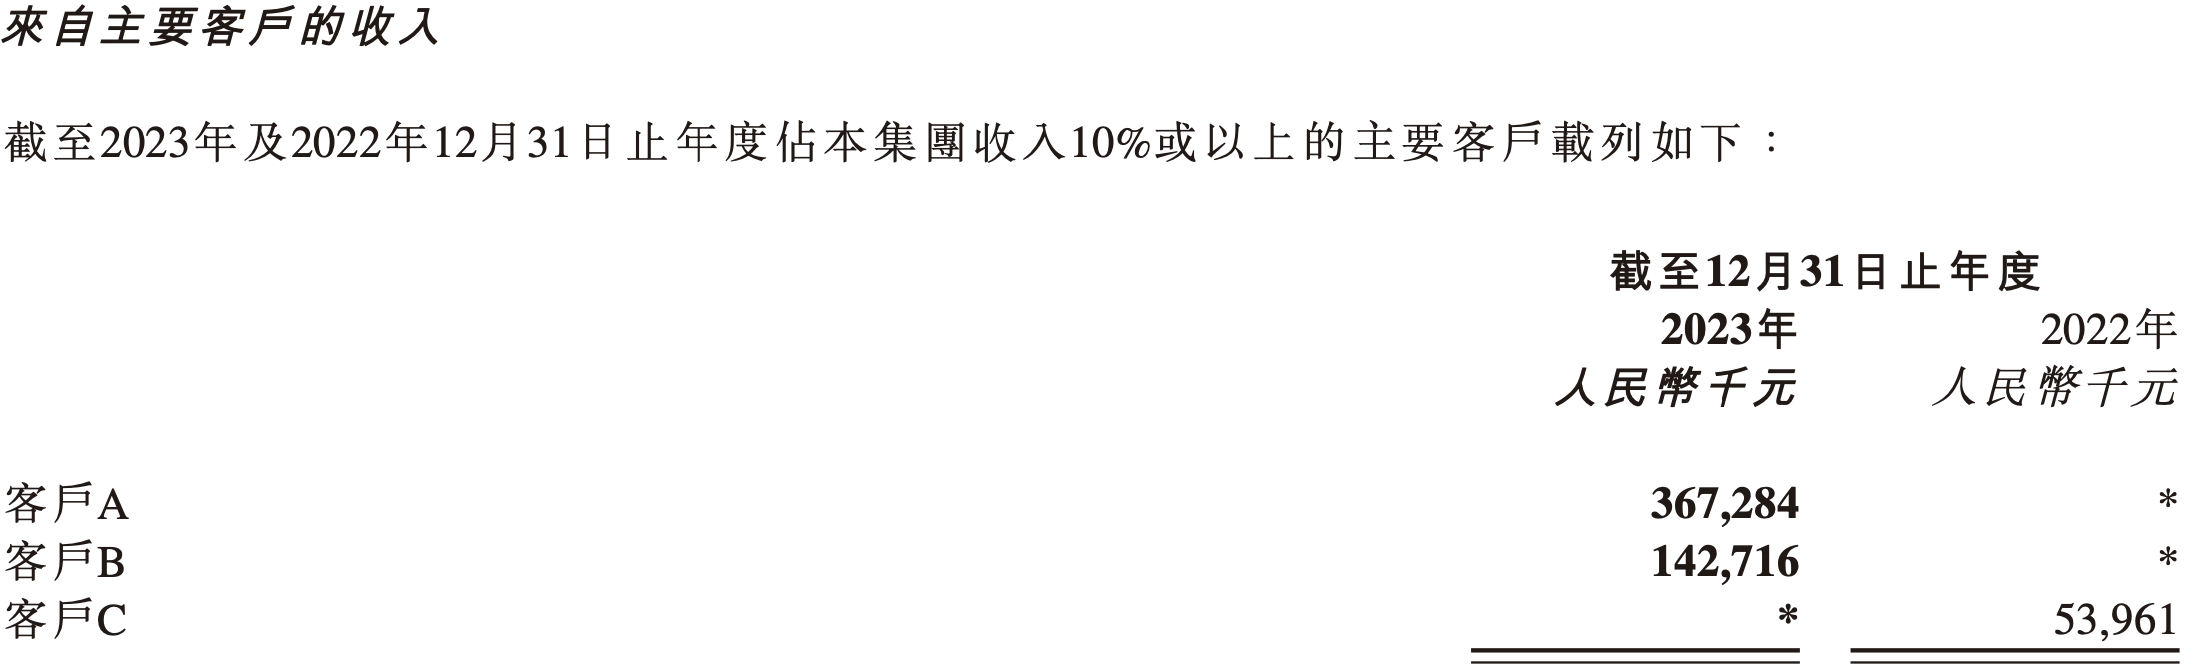 來自主要客戶的收入
截至2023年及2022年12月31日止年度佔本集團收入10%或以上的主要客戶載列如下：
截至12月31日止年度
2023年 2022年
人民幣千元 人民幣千元
客戶A 367,284 *
客戶B 142,716 *
客戶C * 53,961